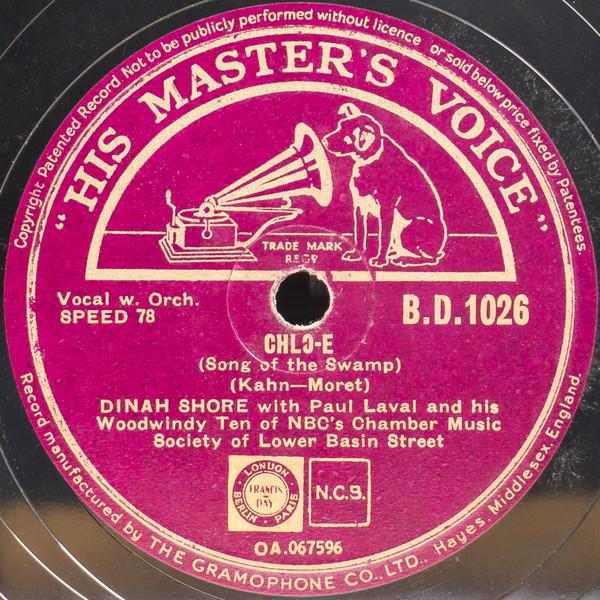 Copyright Patented Record. Not to be publicly performed without licence or sold below price fixed by Patentees.
"HIS MASTER'S VOICE"
TRADE MARK
REGD
Vocal w. Orch.
SPEED 78
B.D.1026
CHLO-E
(Song of the Swamp)
(Kahn—Moret)
DINAH SHORE with Paul Laval and his
Woodwindy Ten of NBC's Chamber Music
Society of Lower Basin Street
LONDON
FRANCIS
DAY
BERLIN PARIS
N.C.B.
OA.067596
Record manufactured by THE GRAMOPHONE CO., LTD., Hayes, Middlesex, England.